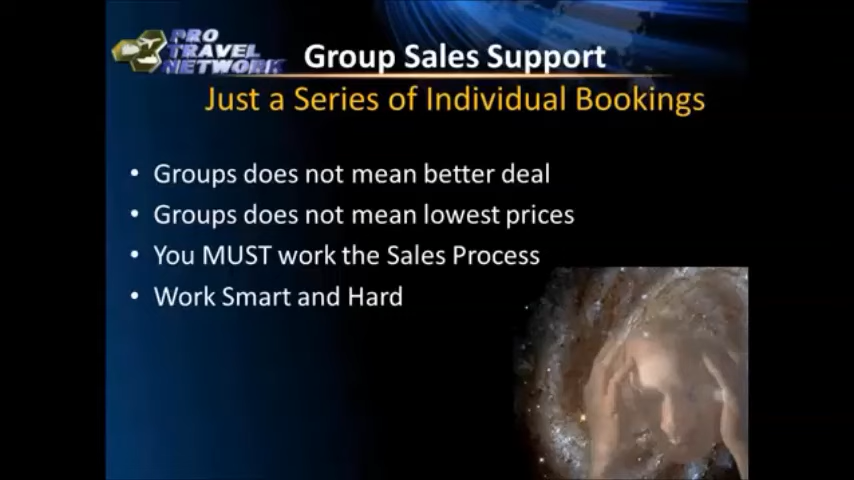 PRO
TRAVEL
NETWORK
Group Sales Support
Just a Series of Individual Bookings
• Groups does not mean better deal
• Groups does not mean lowest prices
• You MUST work the Sales Process
• Work Smart and Hard